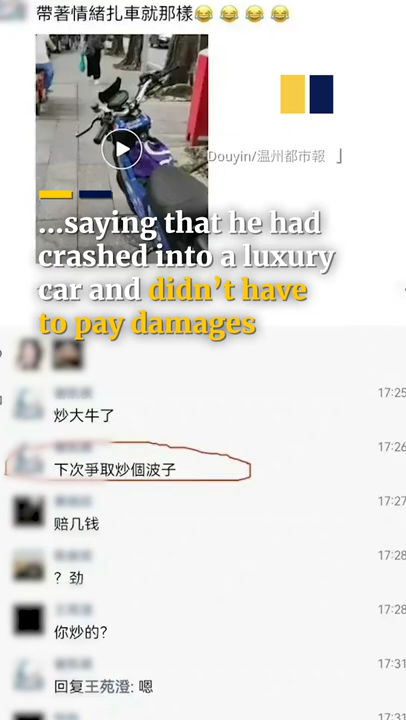 帶著情緒扎車就那樣😂😂😂😂
Douyin/温州都市報
...saying that he had
crashed into a luxury
car and didn't have
to pay damages
17:25
炒大牛了
17:26
下次爭取炒個波子
17:27
赔几钱
17:28
？劲
17:28
你炒的？
17:31
回复王苑澄: 嗯
17:31